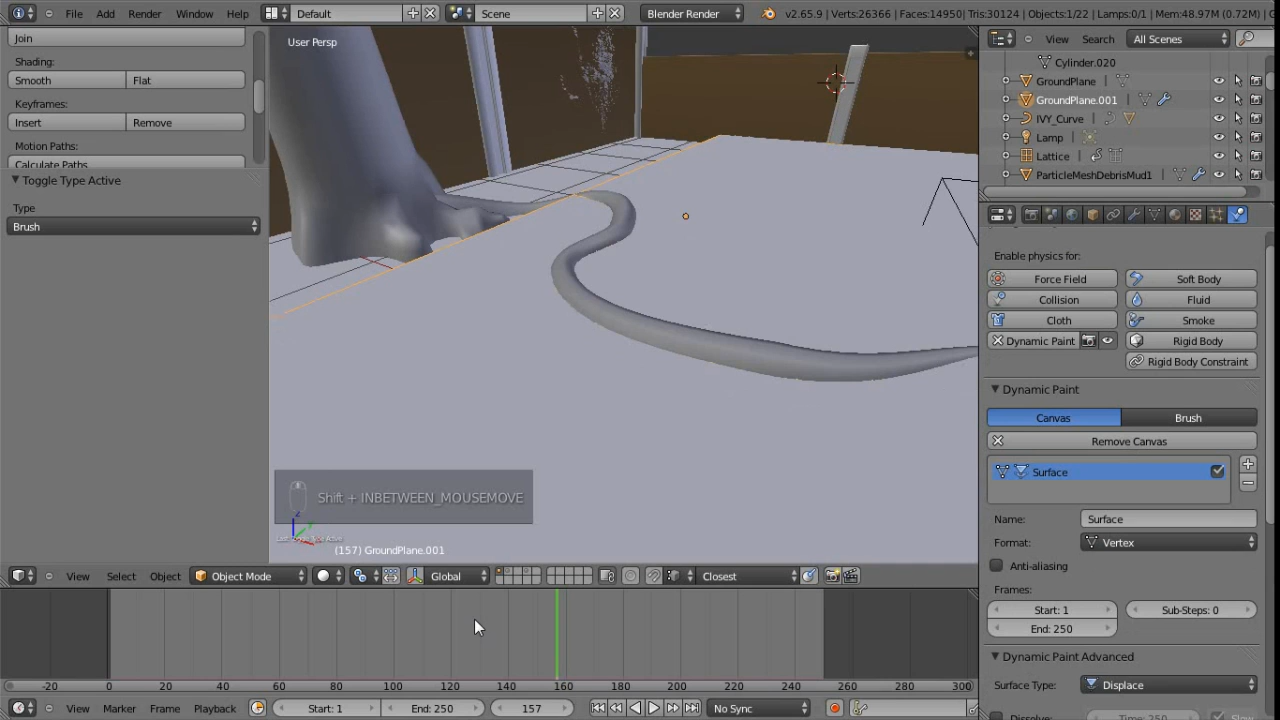 File Add Render Window Help Default Scene Blender Render v2.65.9 | Verts:26366 | Faces:14950 | Tris:30124 | Objects:1/22 | Lamps:0/1 | Mem:48.97M (0.72M) |
Join
Shading:
Smooth Flat
Keyframes:
Insert Remove
Motion Paths:
Calculate Paths
Toggle Type Active
Type
Brush
User Persp
Shift + INBETWEEN_MOUSEMOVE
(157) GroundPlane.001
View Select Object Object Mode Global Closest
-20 0 20 40 60 80 100 120 140 160 180 200 220 240 260 280 300
View Marker Frame Playback Start: 1 End: 250 157 No Sync
View Search All Scenes
Cylinder.020
GroundPlane
GroundPlane.001
IVY_Curve
Lamp
Lattice
ParticleMeshDebrisMud1
Enable physics for:
Force Field Soft Body
Collision Fluid
Cloth Smoke
Dynamic Paint Rigid Body
Rigid Body Constraint
Dynamic Paint
Canvas Brush
Remove Canvas
Surface
Name: Surface
Format: Vertex
Anti-aliasing
Frames:
Start: 1 Sub-Steps: 0
End: 250
Dynamic Paint Advanced
Surface Type: Displace
Dissolve: Time: 250 Slow